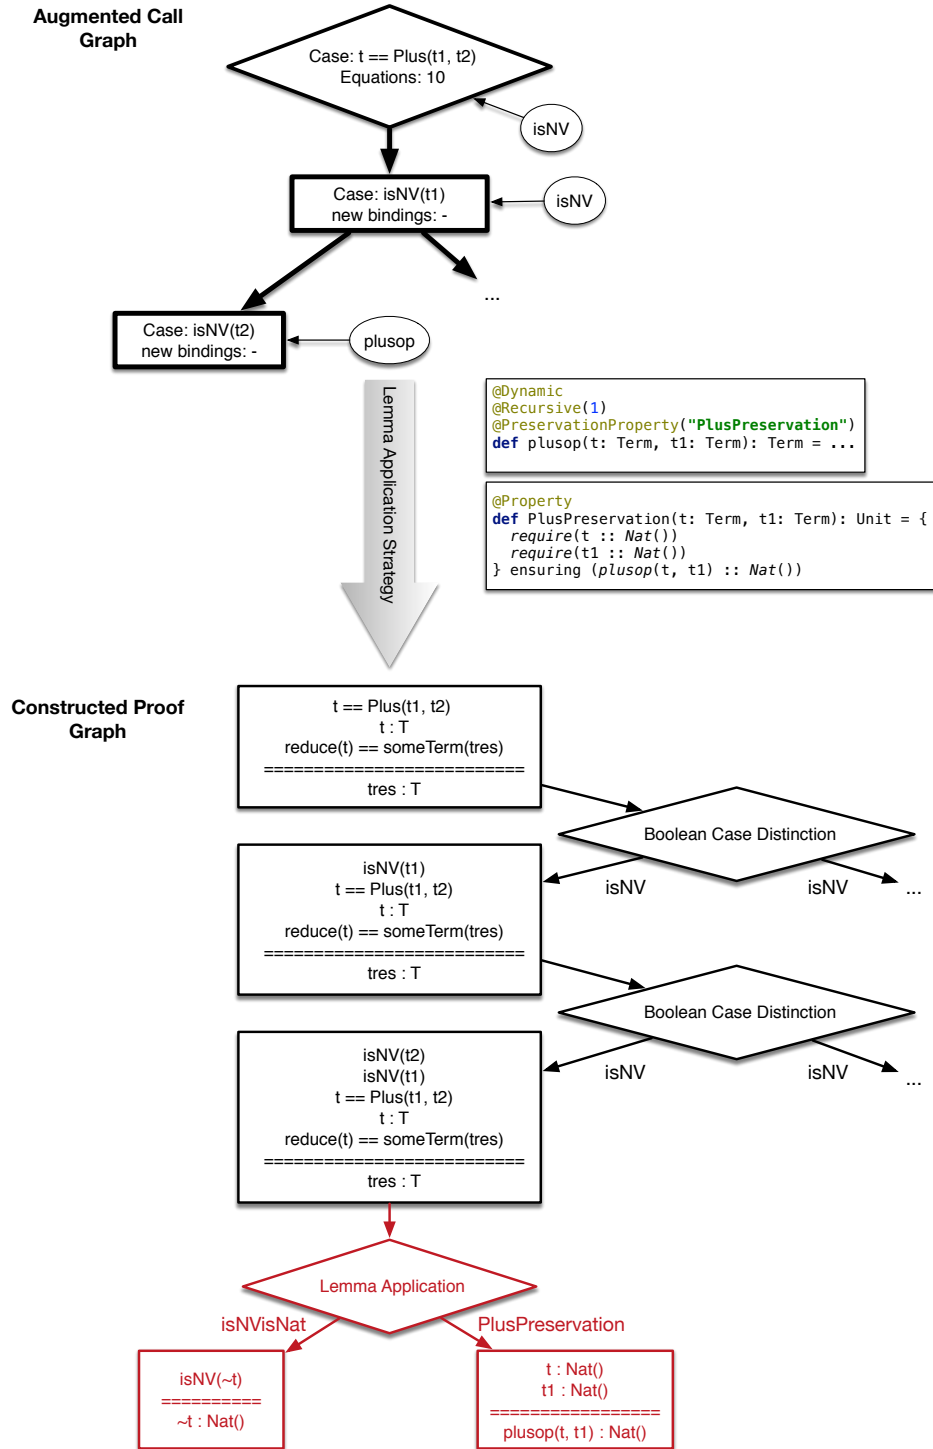 Augmented Call
Graph
Case: t == Plus(t1, t2)
Equations: 10
isNV
Case: isNV(t1)
new bindings: -
isNV
...
Case: isNV(t2)
new bindings: -
plusop
Lemma Application Strategy
@Dynamic
@Recursive(1)
@PreservationProperty("PlusPreservation")
def plusop(t: Term, t1: Term): Term = ...
@Property
def PlusPreservation(t: Term, t1: Term): Unit = {
require(t :: Nat())
require(t1 :: Nat())
} ensuring (plusop(t, t1) :: Nat())
Constructed Proof
Graph
t == Plus(t1, t2)
t : T
reduce(t) == someTerm(tres)
==========================
tres : T
Boolean Case Distinction
isNV
isNV
...
isNV(t1)
t == Plus(t1, t2)
t : T
reduce(t) == someTerm(tres)
==========================
tres : T
Boolean Case Distinction
isNV
isNV
...
isNV(t2)
isNV(t1)
t == Plus(t1, t2)
t : T
reduce(t) == someTerm(tres)
==========================
tres : T
Lemma Application
isNVisNat
PlusPreservation
isNV(~t)
==========
~t : Nat()
t : Nat()
t1 : Nat()
=================
plusop(t, t1) : Nat()